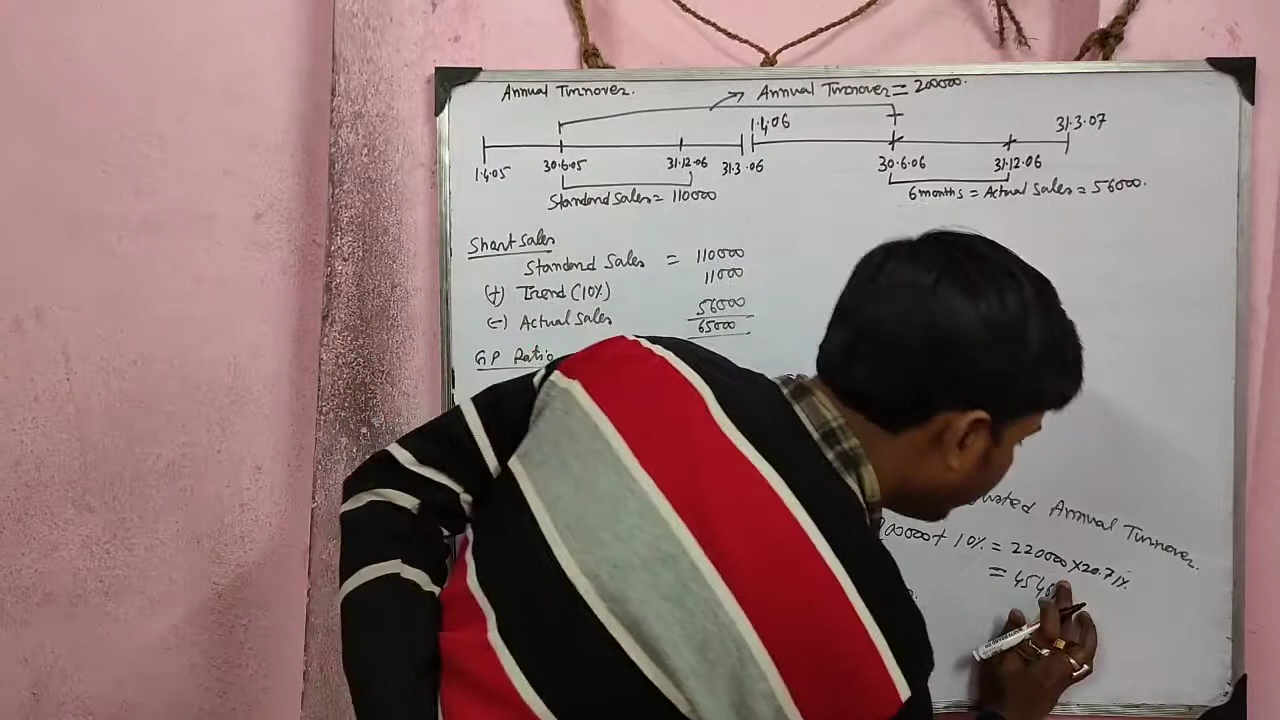 Annual Turnover.
Annual Turnover = 200000.
1.4.06
31.3.07
1.4.05
30.6.05
31.12.06
31.3.06
30.6.06
31.12.06
Standard Sales = 110000
6 months = Actual Sales = 56000.
Short Sales
Standard Sales = 110000
(+) Trend (10%) 11000
(-) Actual Sales 56000
65000
GP Ratio
Annual Turnover.
00000 + 10% = 220000 × 20.71%
=